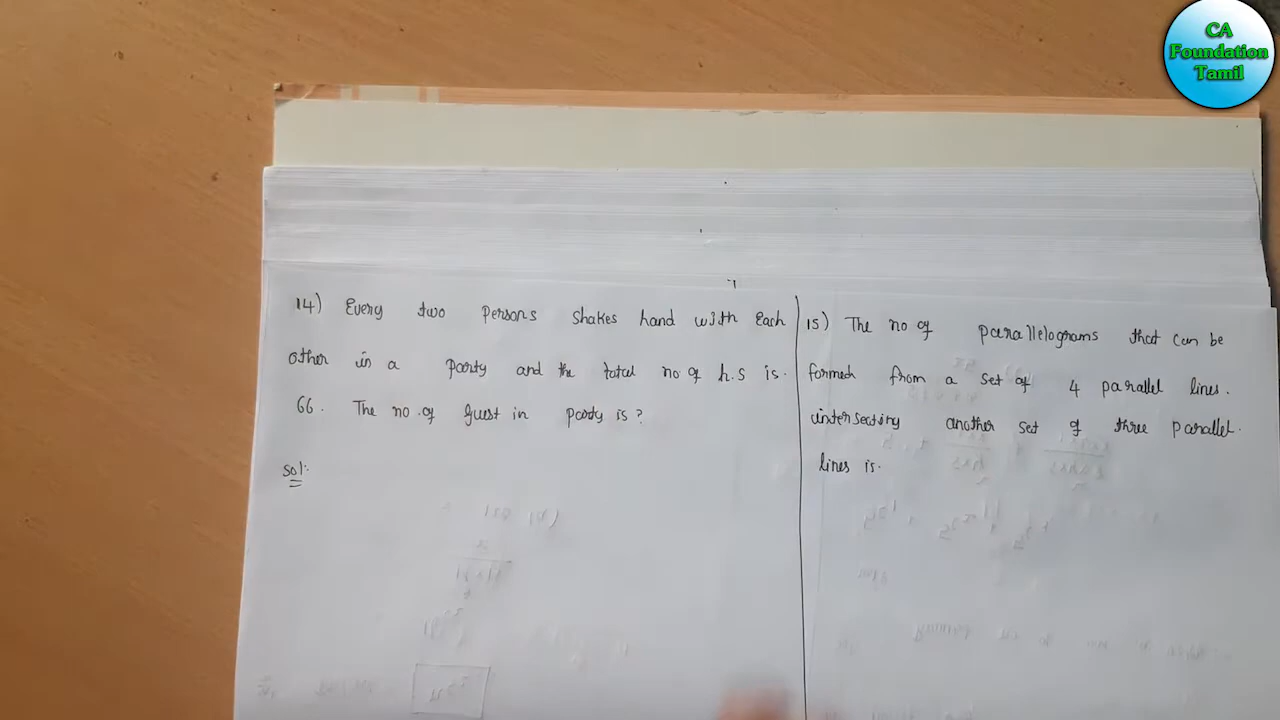 CA
Foundation
Tamil
14) Every two persons shakes hand with Each
other in a party and the total no of h.s is.
66. The no. of guest in party is?
Sol:
15) The no of parallelograms that can be
formed from a set of 4 parallel lines.
intersecting another set of three parallel.
lines is.